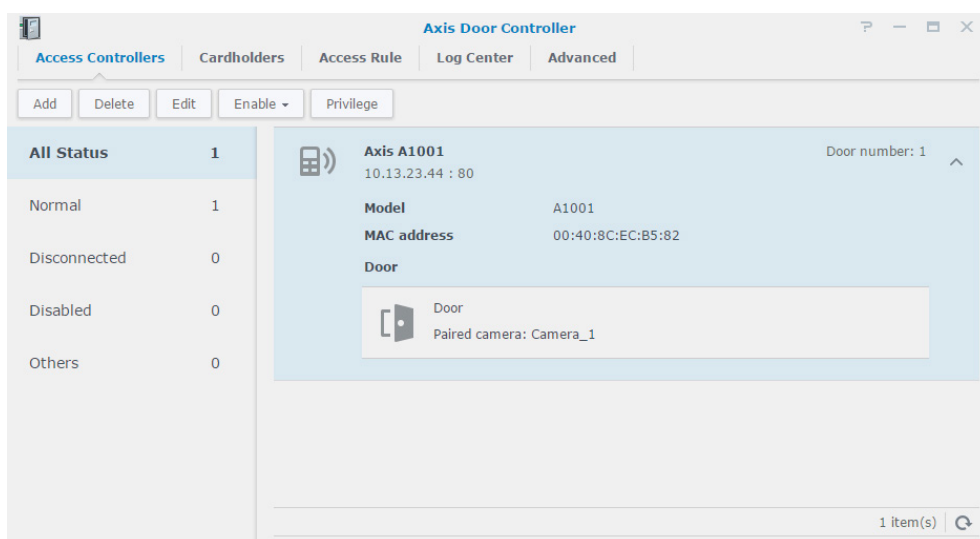 Axis Door Controller
Access Controllers Cardholders Access Rule Log Center Advanced
Add Delete Edit Enable Privilege
All Status 1
Normal 1
Disconnected 0
Disabled 0
Others 0
Axis A1001 Door number: 1
10.13.23.44 : 80
Model A1001
MAC address 00:40:8C:EC:B5:82
Door
Door
Paired camera: Camera_1
1 item(s)